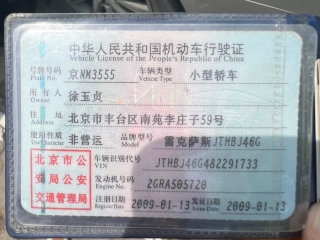 中华人民共和国机动车行驶证
Vehicle License of the People's Republic of China
号牌号码 京NM3555 车辆类型 小型轿车
Plate No. Vehicle Type
所有人 徐玉贞
Owner
住址 北京市丰台区南苑李庄子59号
Address
使用性质 非营运 品牌型号 雷克萨斯JTHBJ46G
Use Character Model
北京市公安局公安交通管理局
车辆识别代号 JTHBJ46G482291733
VIN
发动机号码 2GRA505720
Engine No.
注册日期 2009-01-13 发证日期 2009-01-13
Register Date Issue Date